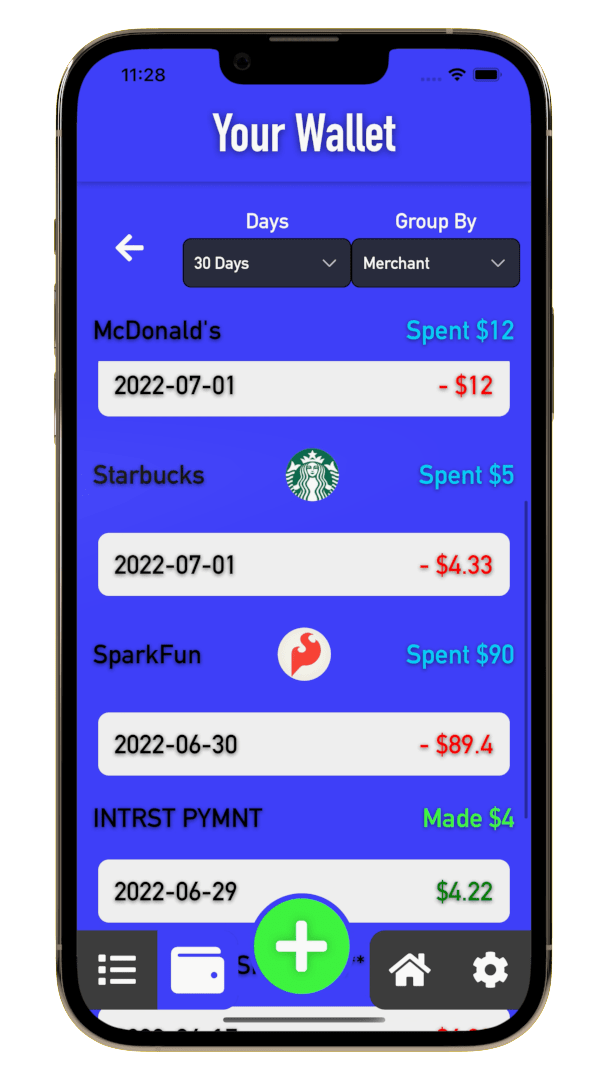 11:28
Your Wallet
Days Group By
30 Days Merchant
McDonald's Spent $12
2022-07-01 - $12
Starbucks Spent $5
2022-07-01 - $4.33
SparkFun Spent $90
2022-06-30 - $89.4
INTRST PYMNT Made $4
2022-06-29 $4.22